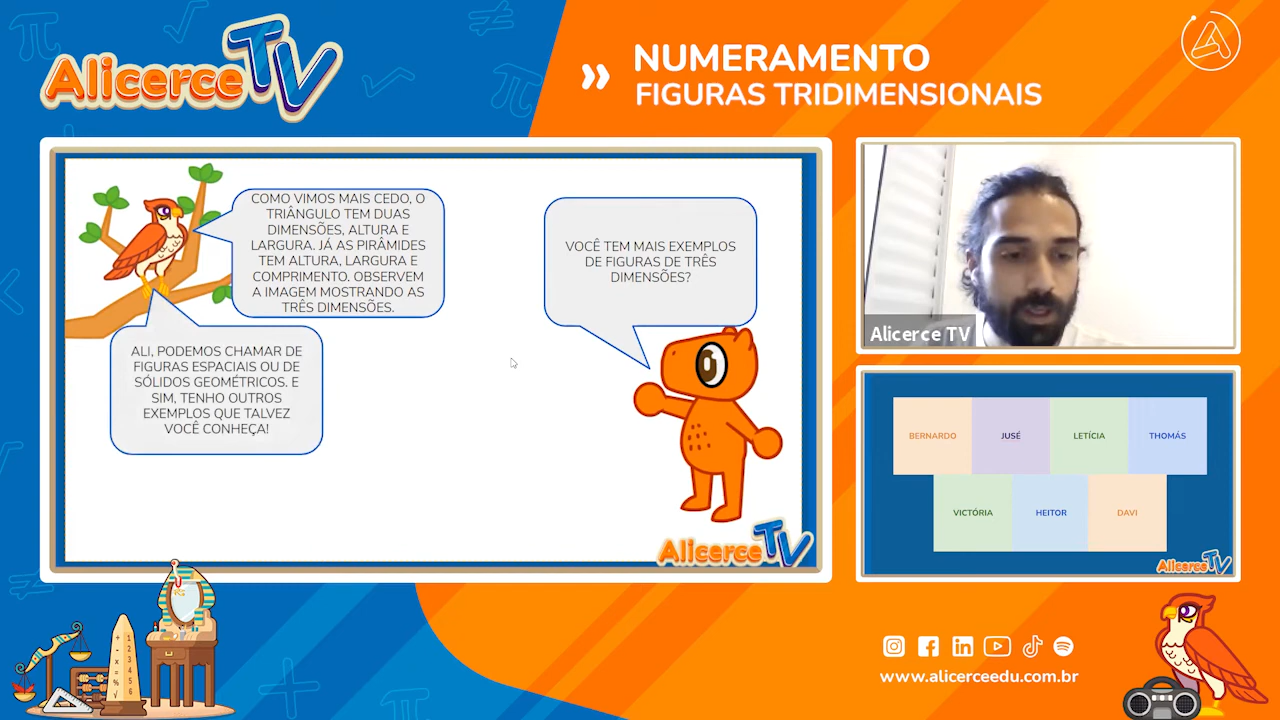 Alicerce TV
NUMERAMENTO
FIGURAS TRIDIMENSIONAIS
COMO VIMOS MAIS CEDO, O
TRIÂNGULO TEM DUAS
DIMENSÕES, ALTURA E
LARGURA. JÁ AS PIRÂMIDES
TEM ALTURA, LARGURA E
COMPRIMENTO. OBSERVEM
A IMAGEM MOSTRANDO AS
TRÊS DIMENSÕES.
VOCÊ TEM MAIS EXEMPLOS
DE FIGURAS DE TRÊS
DIMENSÕES?
ALI, PODEMOS CHAMAR DE
FIGURAS ESPACIAIS OU DE
SÓLIDOS GEOMÉTRICOS. E
SIM, TENHO OUTROS
EXEMPLOS QUE TALVEZ
VOCÊ CONHEÇA!
Alicerce TV
Alicerce TV
BERNARDO JUSÉ LETÍCIA THOMÁS
VICTÓRIA HEITOR DAVI
Alicerce TV
www.alicerceedu.com.br